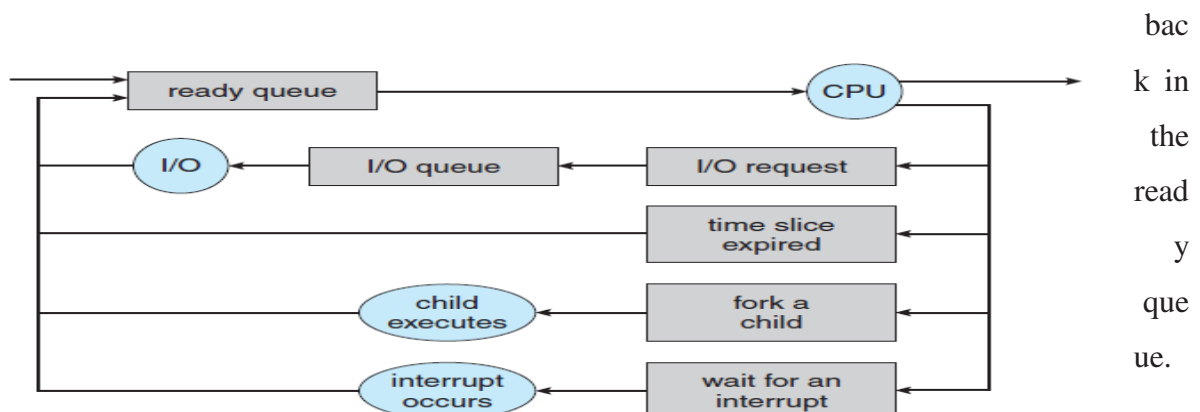 bac
k in
the
read
y
que
ue.
ready queue
CPU
I/O
I/O queue
I/O request
time slice
expired
child
executes
fork a
child
interrupt
occurs
wait for an
interrupt